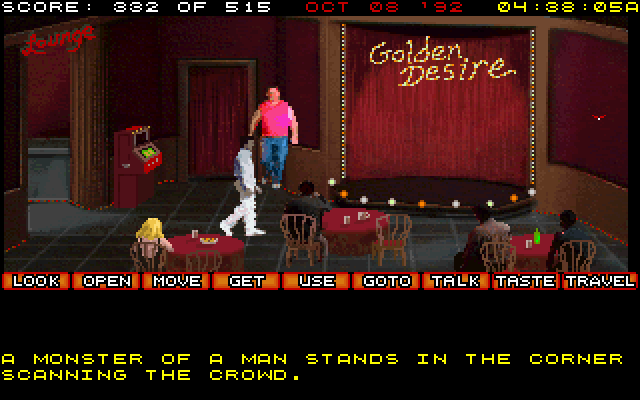 SCORE: 332 OF 515 OCT 08 '92 04:38:05A
Lounge
Golden
Desire
LOOK OPEN MOVE GET USE GOTO TALK TASTE TRAVEL
A MONSTER OF A MAN STANDS IN THE CORNER
SCANNING THE CROWD.